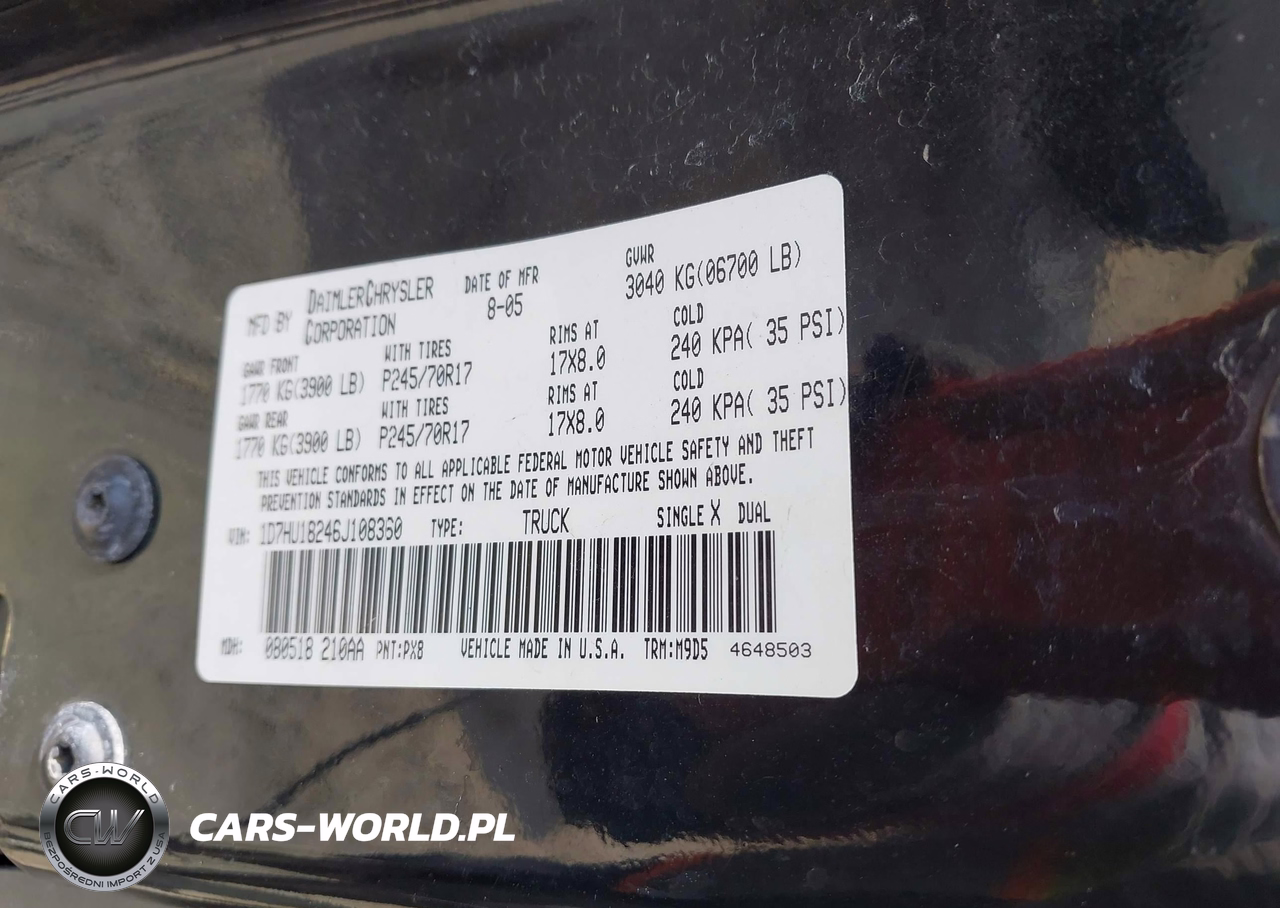 MFD BY DAIMLERCHRYSLER CORPORATION
DATE OF MFR 8-05
GVWR 3040 KG(06700 LB)
GAWR FRONT WITH TIRES RIMS AT COLD
1770 KG(3900 LB) P245/70R17 17X8.0 240 KPA( 35 PSI)
GAWR REAR WITH TIRES RIMS AT COLD
1770 KG(3900 LB) P245/70R17 17X8.0 240 KPA( 35 PSI)
THIS VEHICLE CONFORMS TO ALL APPLICABLE FEDERAL MOTOR VEHICLE SAFETY AND THEFT
PREVENTION STANDARDS IN EFFECT ON THE DATE OF MANUFACTURE SHOWN ABOVE.
VIN: 1D7HU18246J108360 TYPE: TRUCK SINGLE X DUAL
MDH: 080518 210AA PNT:PX8 VEHICLE MADE IN U.S.A. TRM:M9D5 4648503
CARS-WORLD
CW
BEZPOŚREDNI IMPORT Z USA
CARS-WORLD.PL